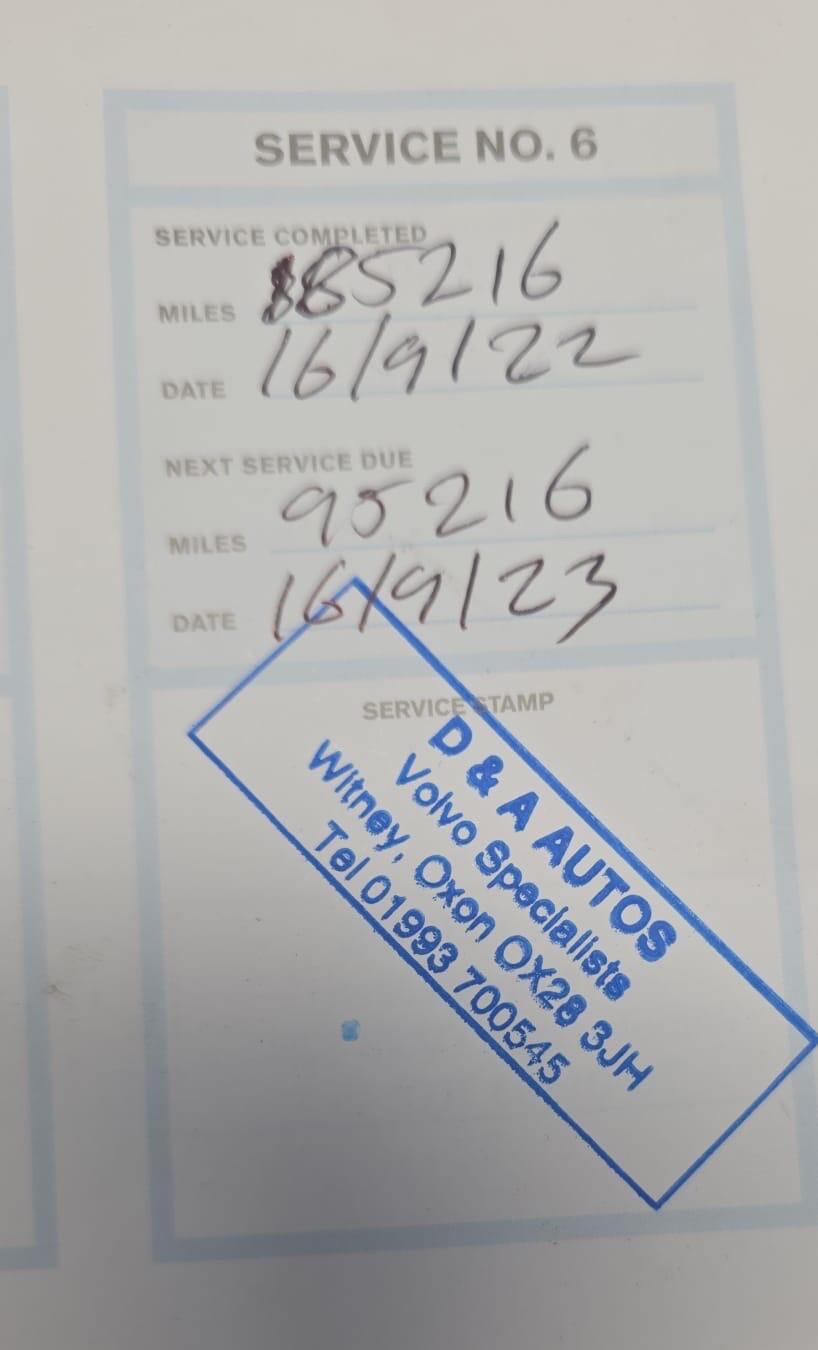 SERVICE NO. 6
SERVICE COMPLETED
MILES 85216
DATE 16/9/22
NEXT SERVICE DUE
MILES 95216
DATE 16/9/23
SERVICE STAMP
D & A AUTOS
Volvo Specialists
Witney, Oxon OX28 3JH
Tel 01993 700545